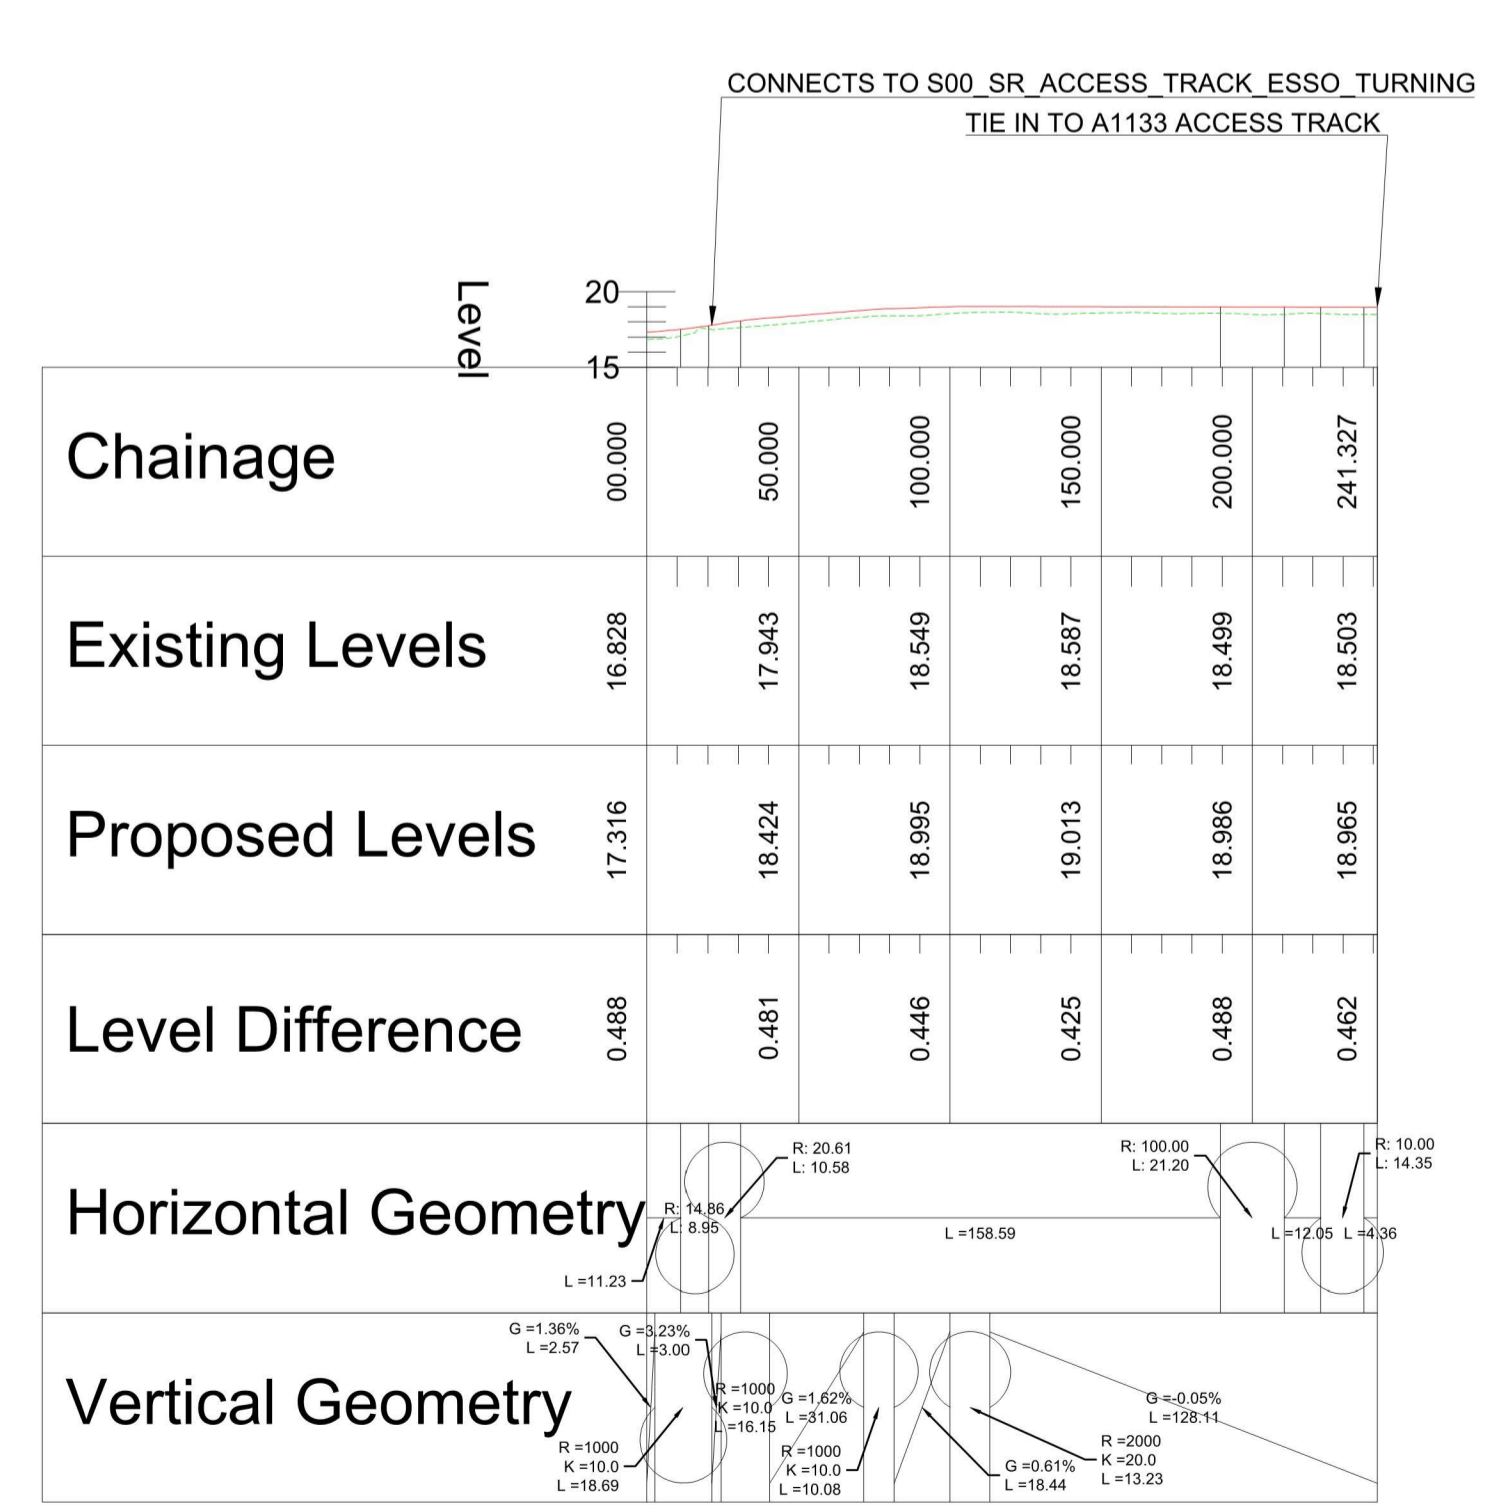 CONNECTS TO S00_SR_ACCESS_TRACK_ESSO_TURNING
TIE IN TO A1133 ACCESS TRACK
Level
20
15
Chainage
00.000
50.000
100.000
150.000
200.000
241.327
Existing Levels
16.828
17.943
18.549
18.587
18.499
18.503
Proposed Levels
17.316
18.424
18.995
19.013
18.986
18.965
Level Difference
0.488
0.481
0.446
0.425
0.488
0.462
Horizontal Geometry
L =11.23
R: 14.86
L: 8.95
R: 20.61
L: 10.58
L =158.59
R: 100.00
L: 21.20
L =12.05
R: 10.00
L: 14.35
L =4.36
Vertical Geometry
G =1.36%
L =2.57
R =1000
K =10.0
L =18.69
G =3.23%
L =3.00
R =1000
K =10.0
L =16.15
G =1.62%
L =31.06
R =1000
K =10.0
L =10.08
G =0.61%
L =18.44
R =2000
K =20.0
L =13.23
G =-0.05%
L =128.11